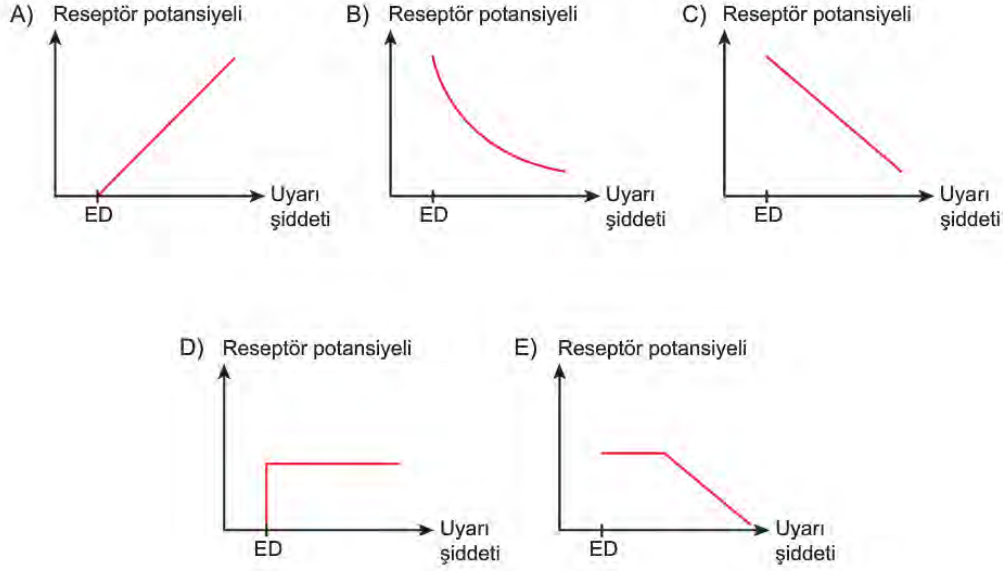 A) Reseptör potansiyeli
Uyarı
şiddeti
ED
B) Reseptör potansiyeli
Uyarı
şiddeti
ED
C) Reseptör potansiyeli
Uyarı
şiddeti
ED
D) Reseptör potansiyeli
Uyarı
şiddeti
ED
E) Reseptör potansiyeli
Uyarı
şiddeti
ED